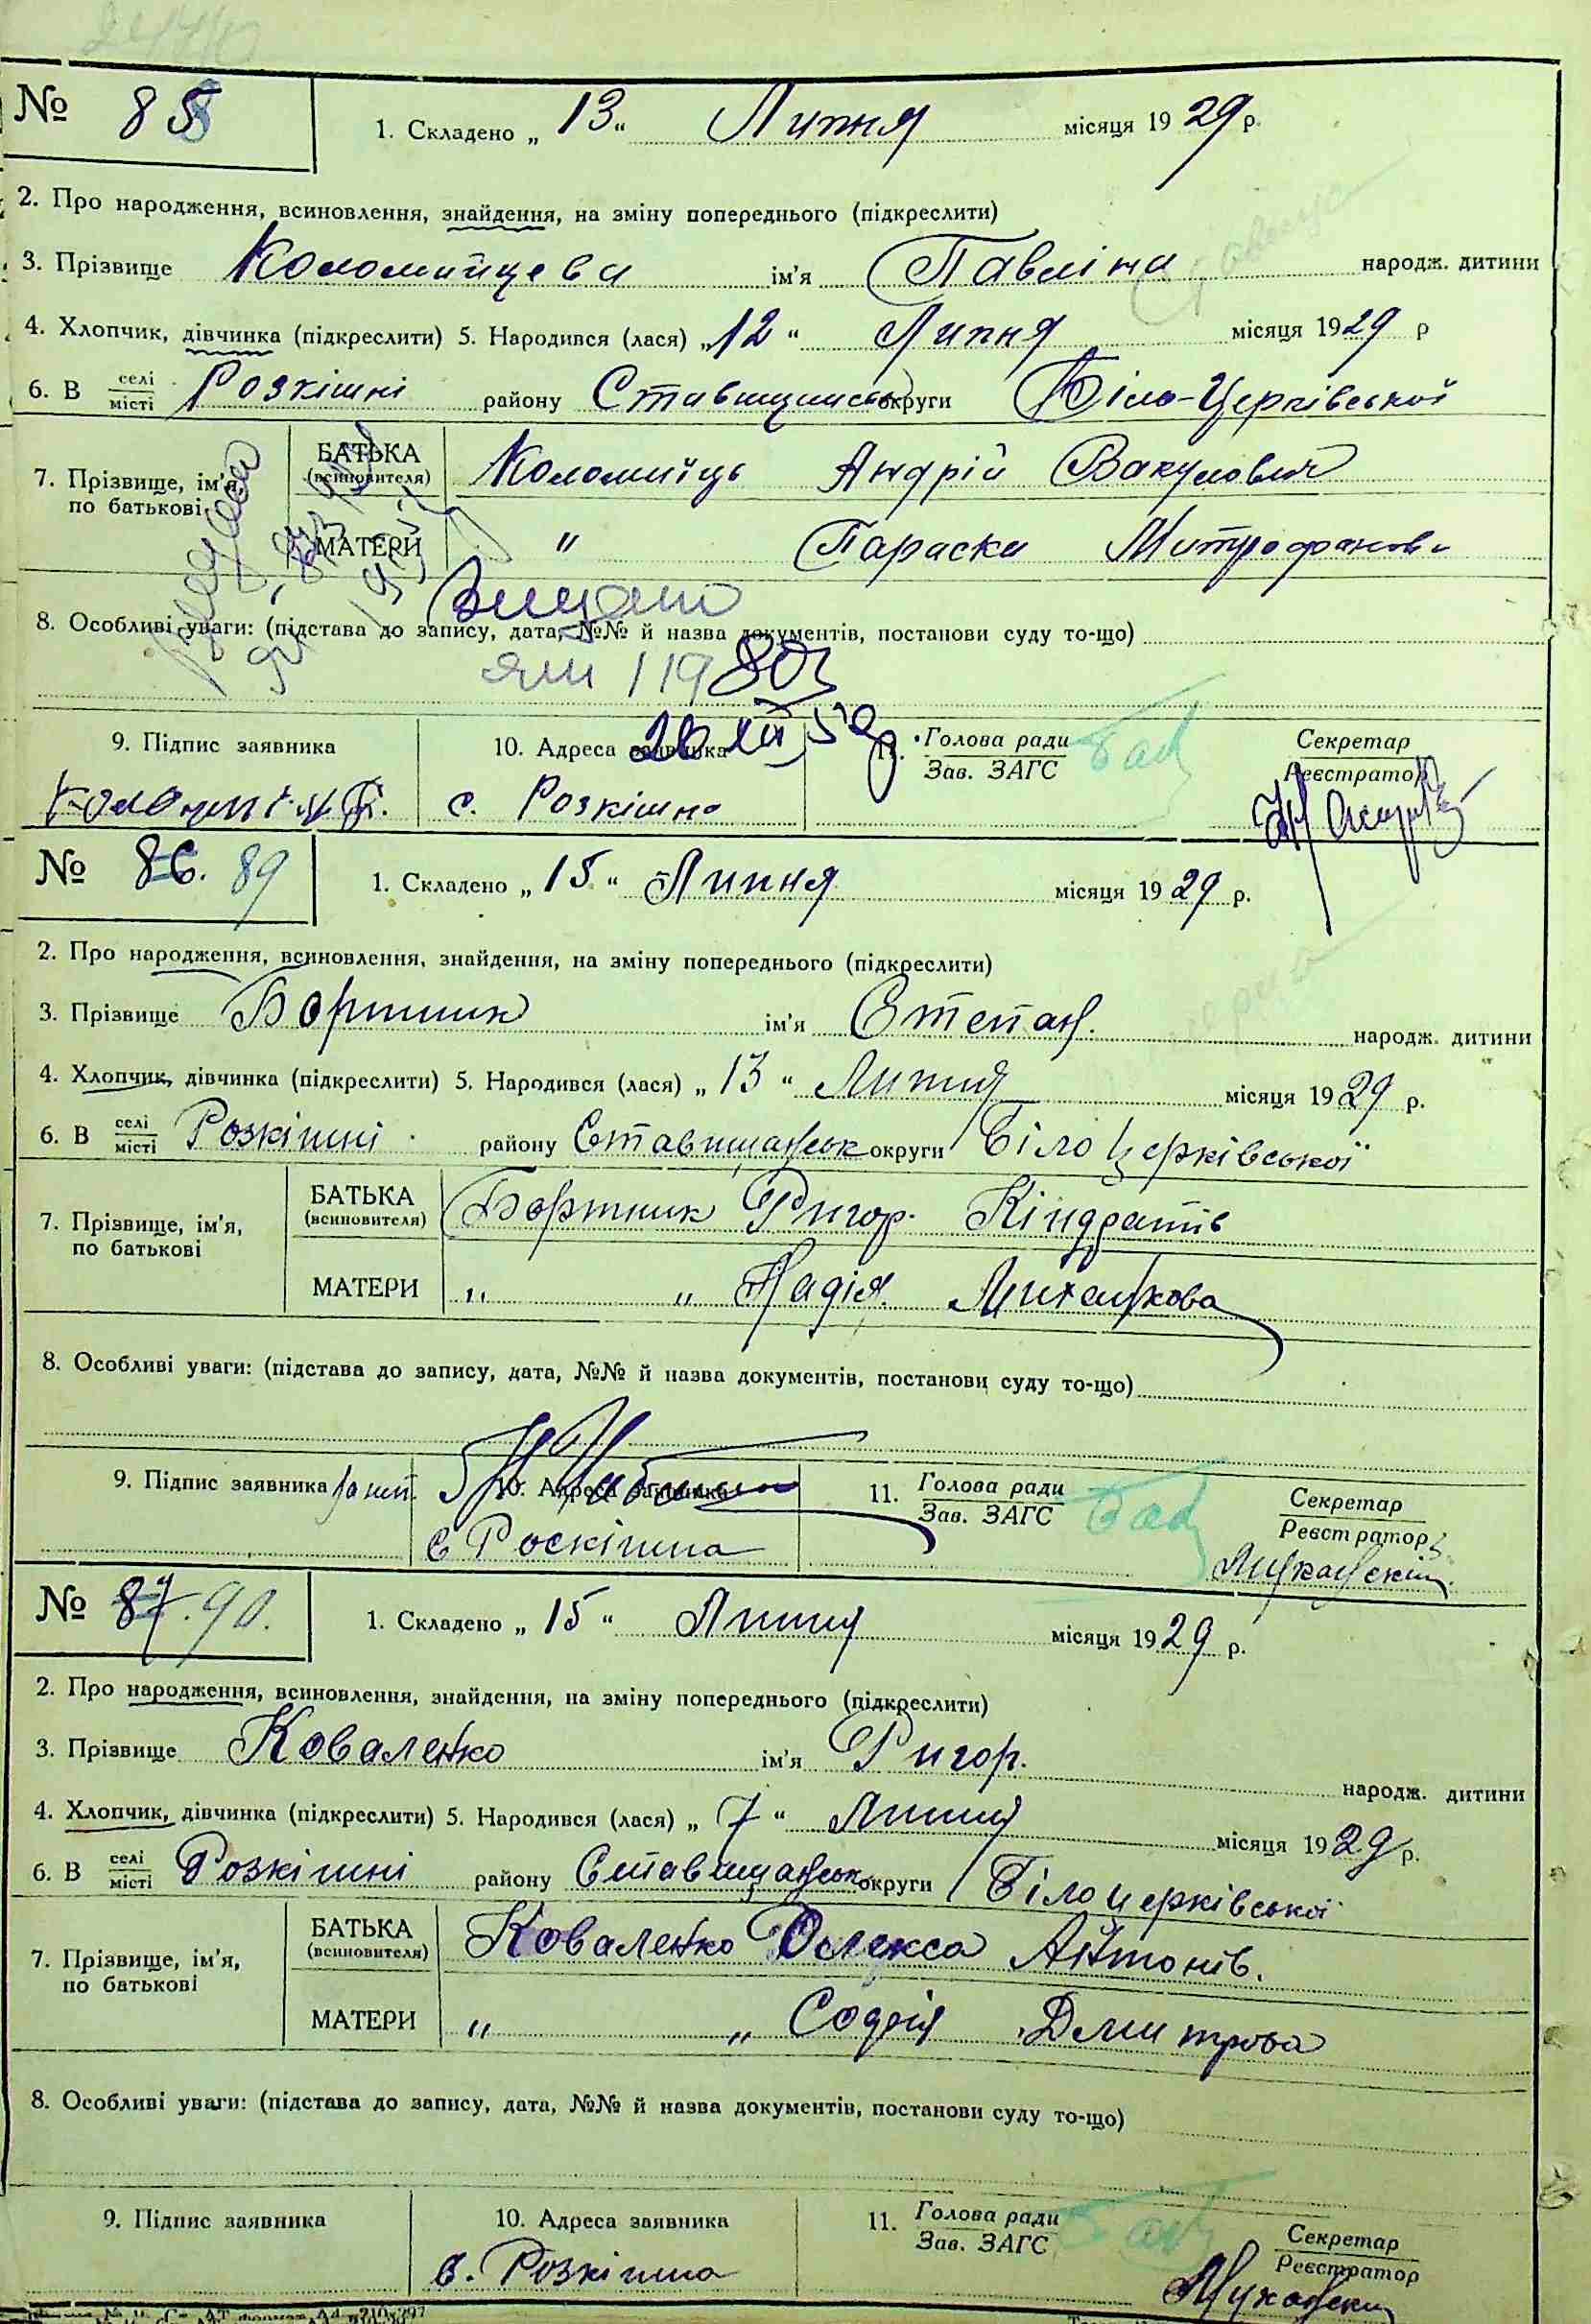 № 88
1. Складено „ 13 “ Липня місяця 1929 р.
2. Про народження, всиновлення, знайдення, на зміну попереднього (підкреслити)
3. Прізвище Коломийцева ім’я Павліна народж. дитини
4. Хлопчик, дівчинка (підкреслити) 5. Народився (лася) „12“ Липня місяця 1929 р
6. В селі місті Розкішні району округи Біло-Церківської
7. Прізвище, ім’я, по батькові БАТЬКА (всиновителя) Коломиїць Андрій Вакулович
МАТЕРИ " Параска Митрофанова
8. Особливі уваги: (підстава до запису, дата, №№ й назва документів, постанови суду то-що)
Видано
9. Підпис заявника 10. Адреса заявника 11. Голова ради Зав. ЗАГС Секретар Реєстратор
с. Розкішна
№ 86. 89
1. Складено „ 15 “ Липня місяця 1929 р.
2. Про народження, всиновлення, знайдення, на зміну попереднього (підкреслити)
3. Прізвище Бортник ім’я Степан. народж. дитини
4. Хлопчик, дівчинка (підкреслити) 5. Народився (лася) „ 13 “ Липня місяця 1929 р.
6. В селі місті Розкішні району Ставищанськ округи Білоцерківської
7. Прізвище, ім’я, по батькові БАТЬКА (всиновителя) Бортник Григор. Кіндратів
МАТЕРИ „ „ Надія Михайлова
8. Особливі уваги: (підстава до запису, дата, №№ й назва документів, постанови суду то-що)
9. Підпис заявника 10. Адреса заявника 11. Голова ради Зав. ЗАГС Секретар Реєстратор
с Роскішна
№ 87. 90.
1. Складено „ 15 “ Липня місяця 1929 р.
2. Про народження, всиновлення, знайдення, на зміну попереднього (підкреслити)
3. Прізвище Коваленко ім’я Григор. народж. дитини
4. Хлопчик, дівчинка (підкреслити) 5. Народився (лася) „ 7 “ Липня місяця 1929 р.
6. В селі місті Розкішні району Ставищанськ округи Білоцерківської
7. Прізвище, ім’я, по батькові БАТЬКА (всиновителя) Коваленко Олекса Антонів.
МАТЕРИ „ „ Софія Дмитрова
8. Особливі уваги: (підстава до запису, дата, №№ й назва документів, постанови суду то-що)
9. Підпис заявника 10. Адреса заявника 11. Голова ради Зав. ЗАГС Секретар Реєстратор
с. Розкішна